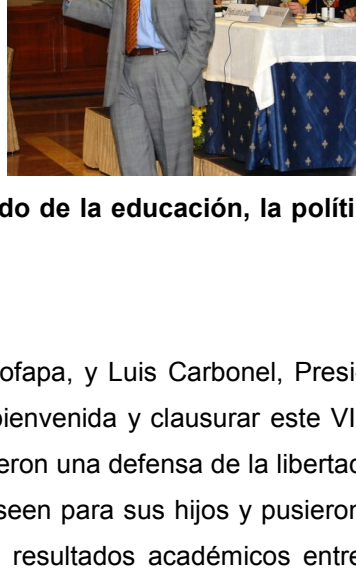 do de la educación, la políti
ofapa, y Luis Carbonel, Presi
bienvenida y clausurar este VI
eron una defensa de la libertad
seen para sus hijos y pusieron
resultados académicos entre